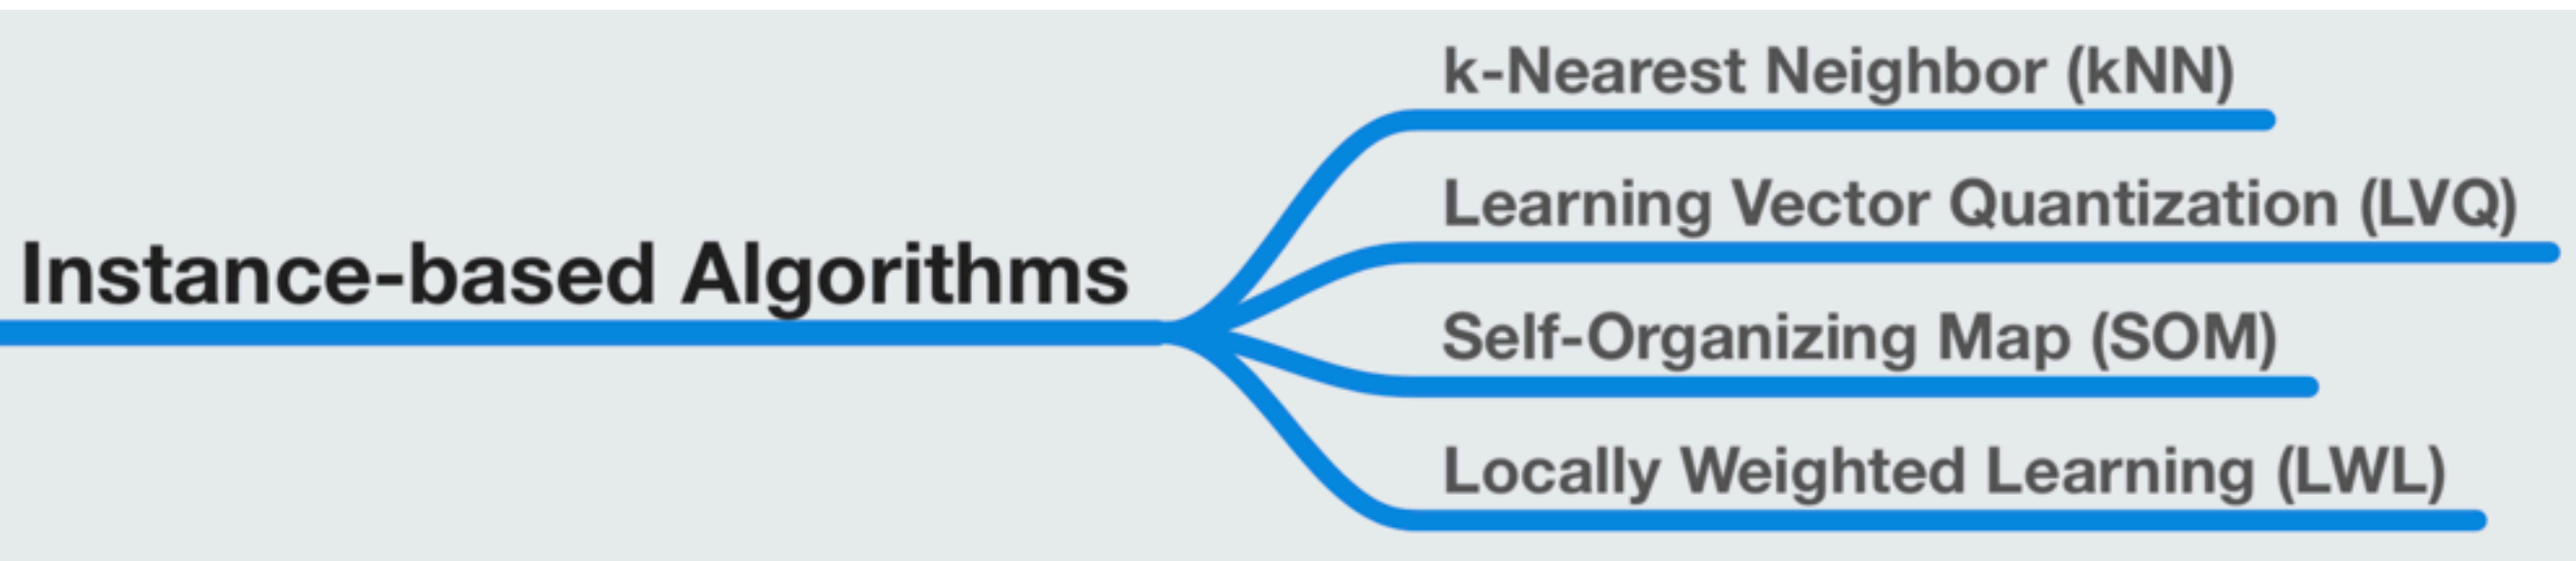 Instance-based Algorithms
k-Nearest Neighbor (kNN)
Learning Vector Quantization (LVQ)
Self-Organizing Map (SOM)
Locally Weighted Learning (LWL)